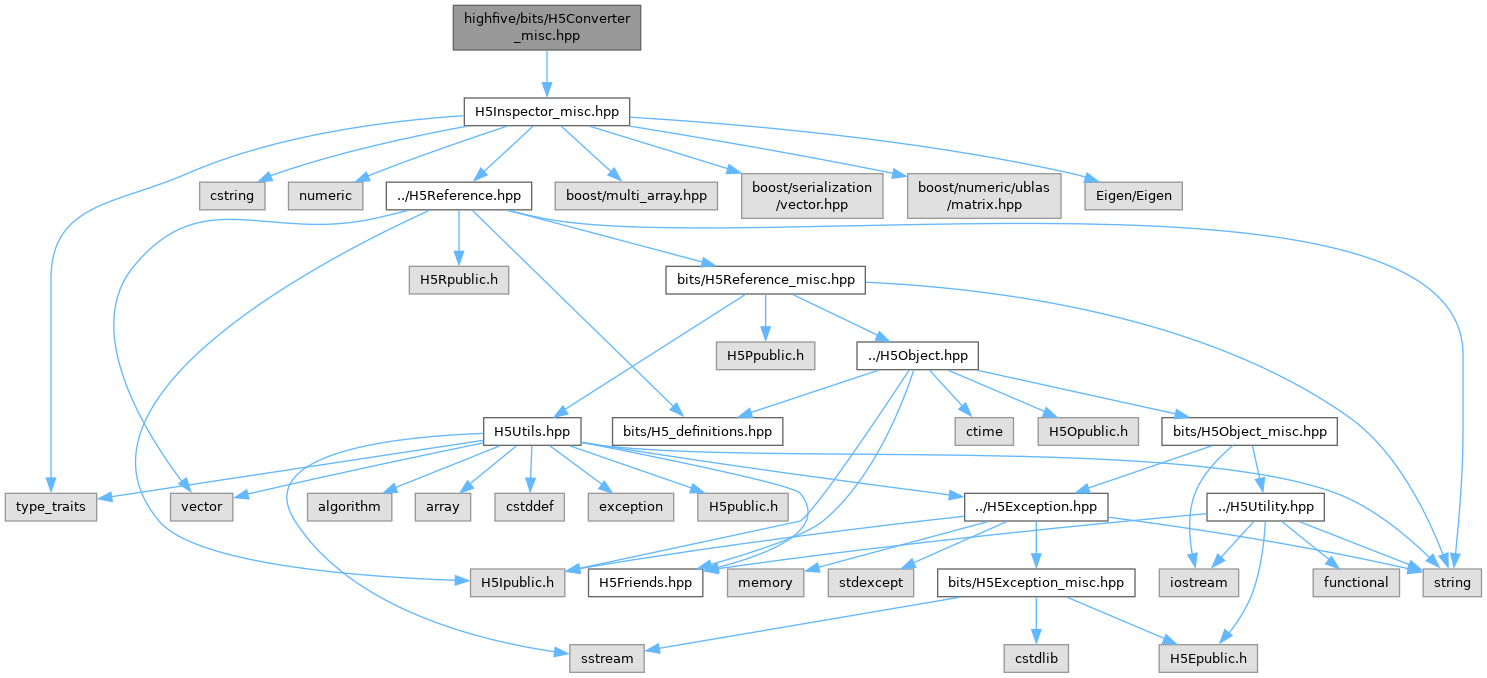 highfive/bits/H5Converter
_misc.hpp
H5Inspector_misc.hpp
cstring
numeric
../H5Reference.hpp
boost/multi_array.hpp
boost/serialization
/vector.hpp
boost/numeric/ublas
/matrix.hpp
Eigen/Eigen
H5Rpublic.h
bits/H5Reference_misc.hpp
H5Ppublic.h
../H5Object.hpp
H5Utils.hpp
bits/H5_definitions.hpp
ctime
H5Opublic.h
bits/H5Object_misc.hpp
type_traits
vector
algorithm
array
cstddef
exception
H5public.h
../H5Exception.hpp
../H5Utility.hpp
H5Ipublic.h
H5Friends.hpp
memory
stdexcept
bits/H5Exception_misc.hpp
iostream
functional
string
sstream
cstdlib
H5Epublic.h